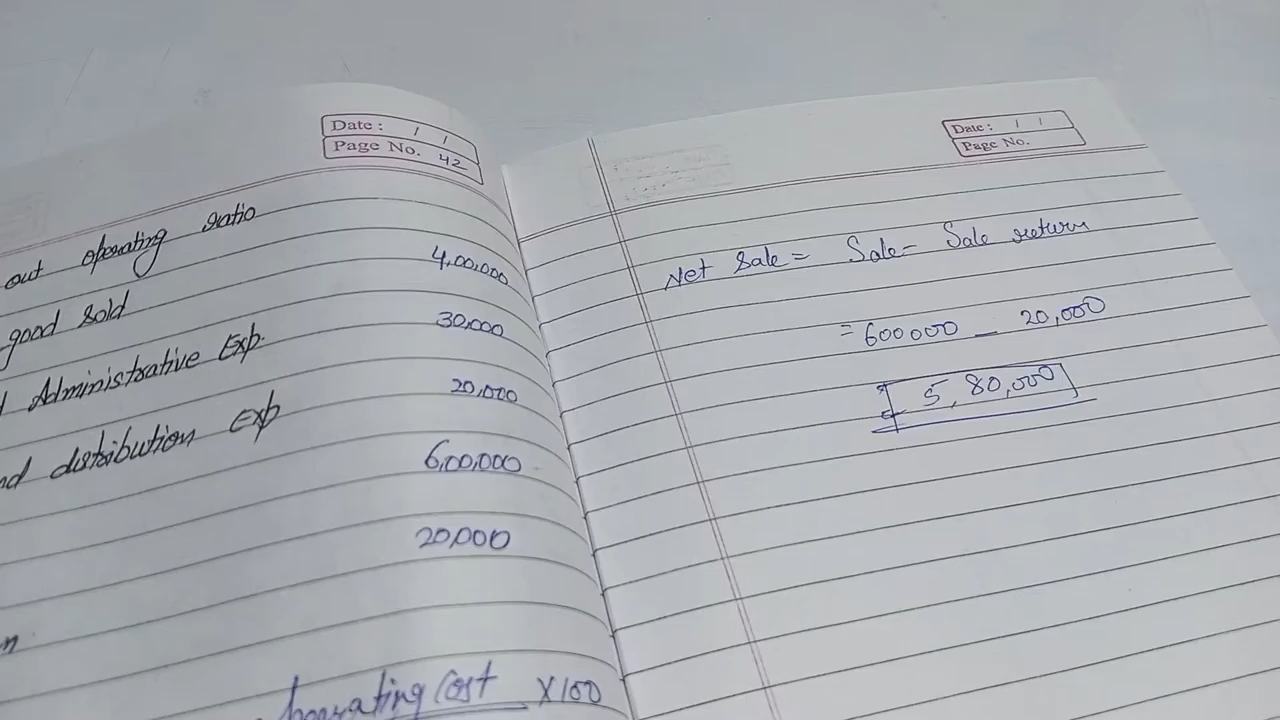 Date: / /
Page No. 42
out operating ratio
good sold 4,00,000
Administrative Exp. 30,000
distribution Exp 20,000
6,00,000
20,000
Operating Cost X100
Date: / /
Page No.
Net Sale = Sale = Sale return
= 600000 - 20,000
5,80,000